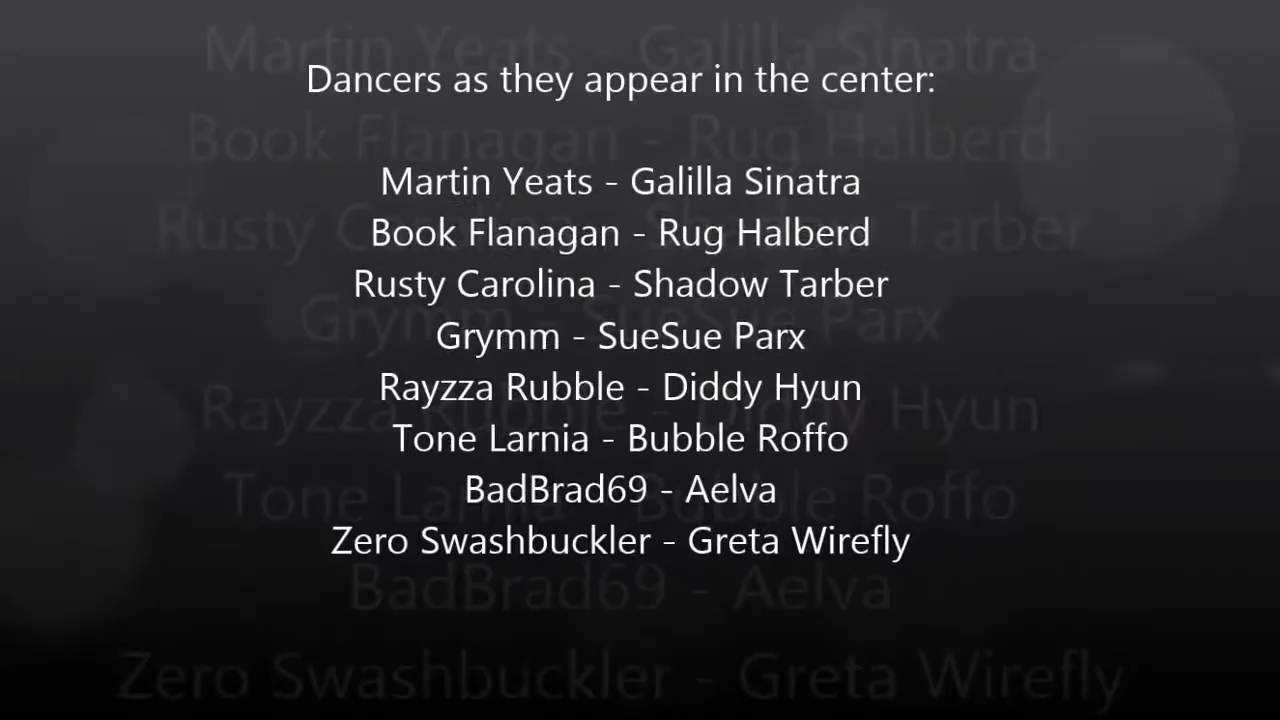 Dancers as they appear in the center:
Martin Yeats - Galilla Sinatra
Book Flanagan - Rug Halberd
Rusty Carolina - Shadow Tarber
Grymm - SueSue Parx
Rayzza Rubble - Diddy Hyun
Tone Larnia - Bubble Roffo
BadBrad69 - Aelva
Zero Swashbuckler - Greta Wirefly